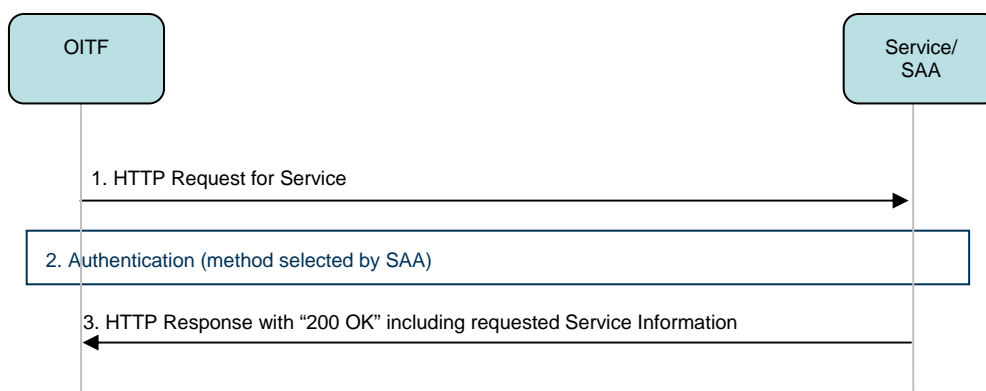 OITF
Service/
SAA
1. HTTP Request for Service
2. Authentication (method selected by SAA)
3. HTTP Response with “200 OK” including requested Service Information